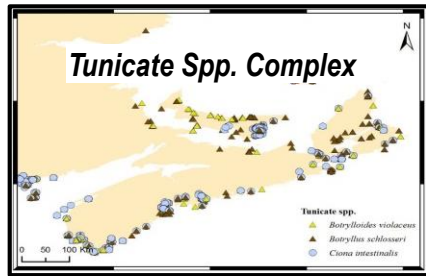 Tunicate Spp. Complex
N
Tunicate spp.
Botrylloides violaceus
Botryllus schlosseri
Ciona intestinalis
0 50 100 Km